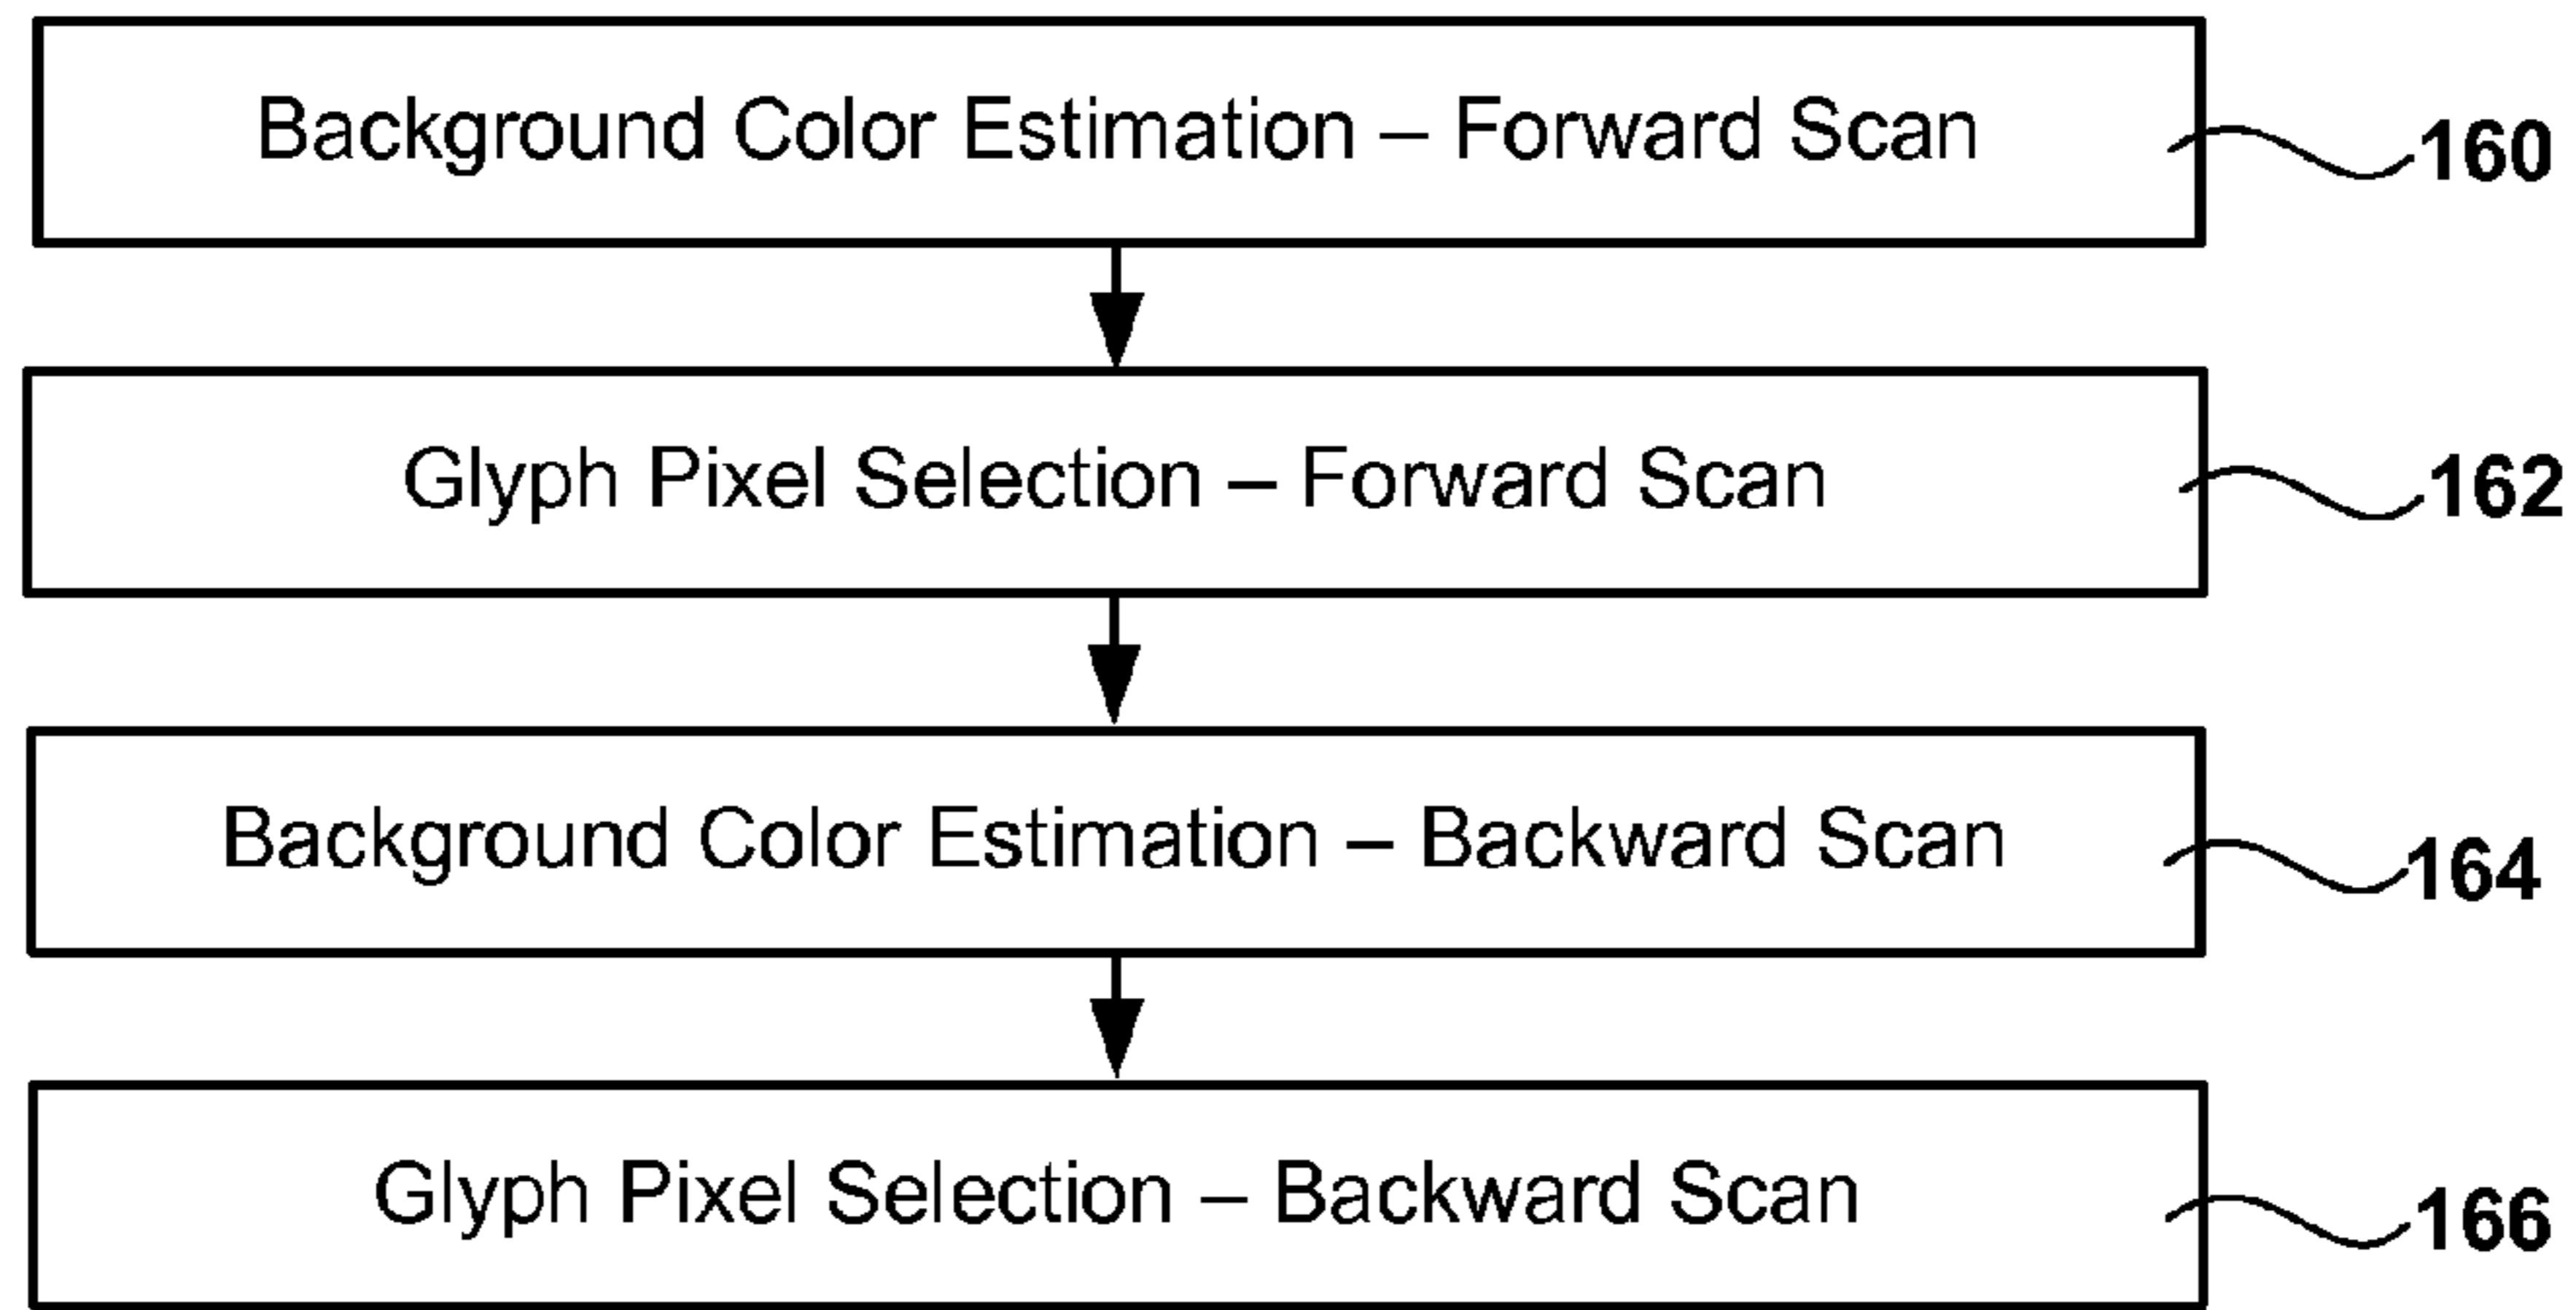 Background Color Estimation – Forward Scan 160
Glyph Pixel Selection – Forward Scan 162
Background Color Estimation – Backward Scan 164
Glyph Pixel Selection – Backward Scan 166